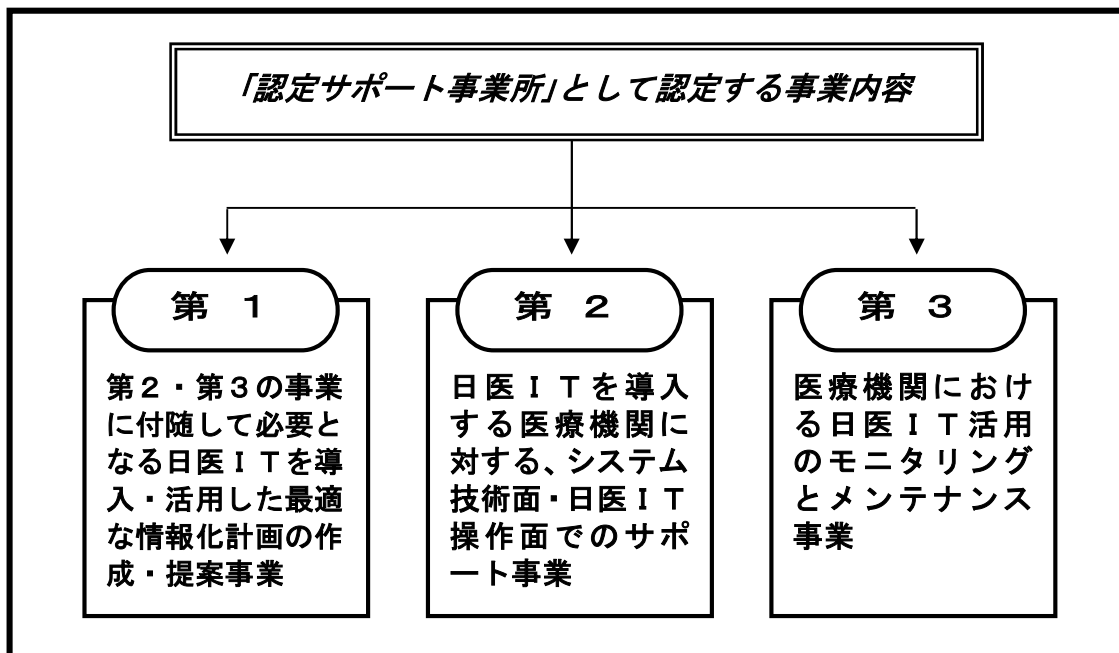 「認定サポート事業所」として認定する事業内容
第 1
第２・第３の事業
に付随して必要と
なる日医ＩＴを導
入・活用した最適
な情報化計画の作
成・提案事業
第 2
日医ＩＴを導入
する医療機関に
対する、システム
技術面・日医ＩＴ
操作面でのサポ
ート事業
第 3
医療機関におけ
る日医ＩＴ活用
のモニタリング
とメンテナンス
事業